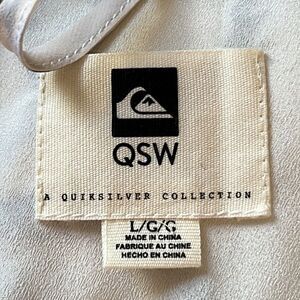 QSW
A QUIKSILVER COLLECTION
L/G/G
MADE IN CHINA
FABRIQUE AU CHINE
HECHO EN CHINA